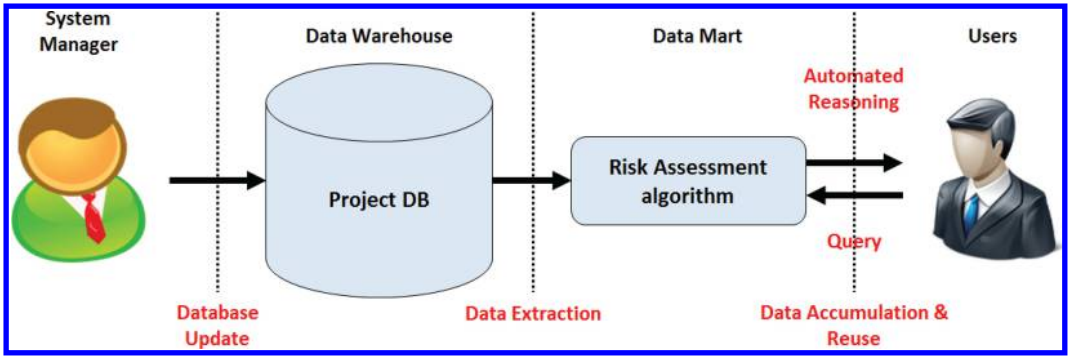 System
Manager
Data Warehouse
Data Mart
Users
Automated
Reasoning
Project DB
Risk Assessment
algorithm
Query
Database
Update
Data Extraction
Data Accumulation &
Reuse